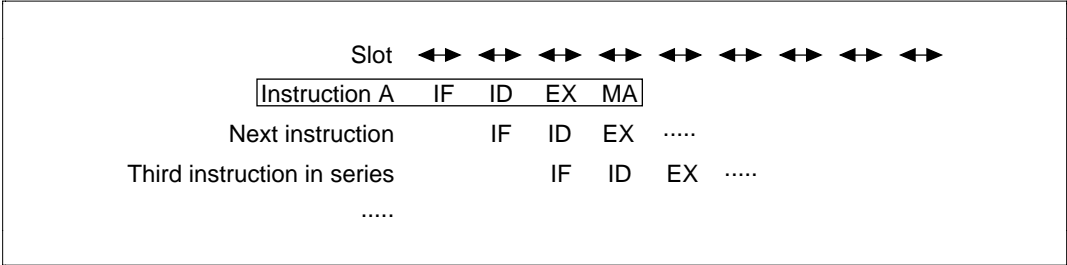 Slot
Instruction A IF ID EX MA
Next instruction IF ID EX .....
Third instruction in series IF ID EX .....
.....